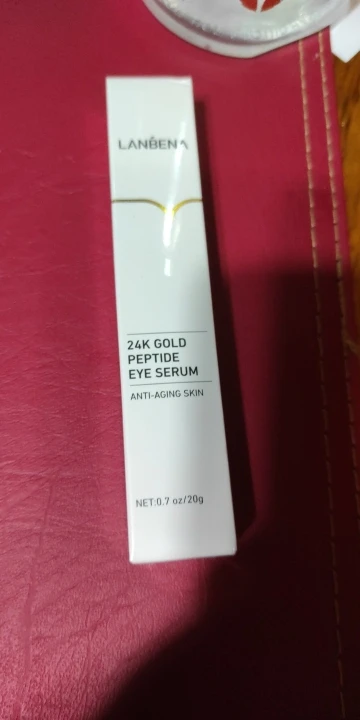 LANBENA
24K GOLD
PEPTIDE
EYE SERUM
ANTI-AGING SKIN
NET:0.7 oz/20g